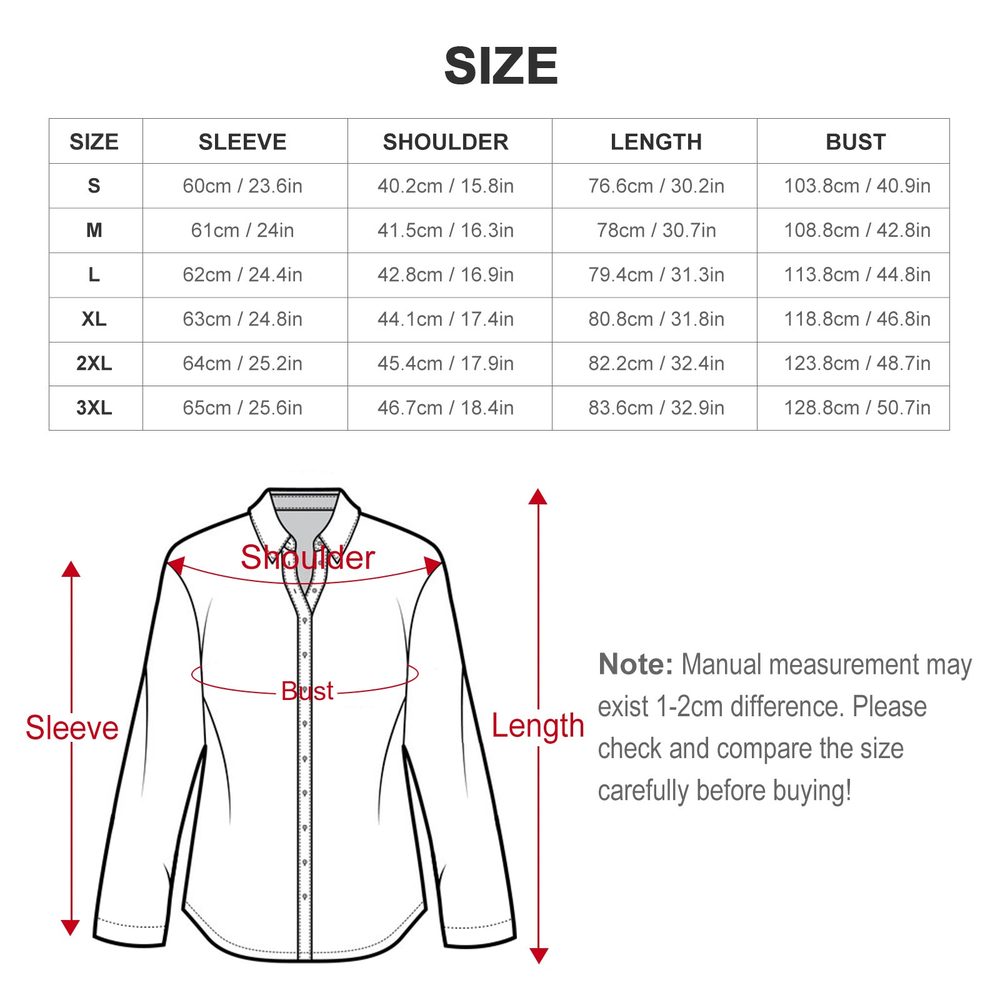 SIZE
SIZE SLEEVE SHOULDER LENGTH BUST
S 60cm / 23.6in 40.2cm / 15.8in 76.6cm / 30.2in 103.8cm / 40.9in
M 61cm / 24in 41.5cm / 16.3in 78cm / 30.7in 108.8cm / 42.8in
L 62cm / 24.4in 42.8cm / 16.9in 79.4cm / 31.3in 113.8cm / 44.8in
XL 63cm / 24.8in 44.1cm / 17.4in 80.8cm / 31.8in 118.8cm / 46.8in
2XL 64cm / 25.2in 45.4cm / 17.9in 82.2cm / 32.4in 123.8cm / 48.7in
3XL 65cm / 25.6in 46.7cm / 18.4in 83.6cm / 32.9in 128.8cm / 50.7in
Shoulder
Bust
Sleeve
Length
Note: Manual measurement may
exist 1-2cm difference. Please
check and compare the size
carefully before buying!